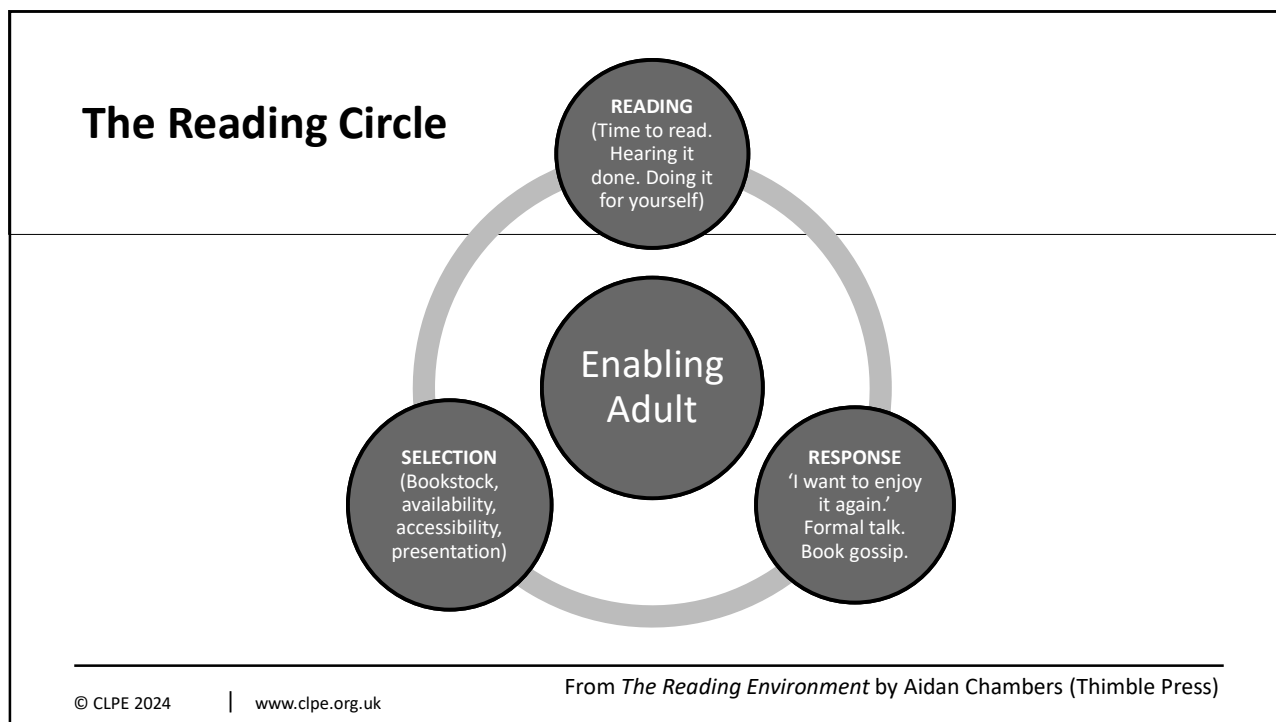 The Reading Circle
READING
(Time to read.
Hearing it
done. Doing it
for yourself)
Enabling
Adult
SELECTION
(Bookstock,
availability,
accessibility,
presentation)
RESPONSE
‘I want to enjoy
it again.’
Formal talk.
Book gossip.
From The Reading Environment by Aidan Chambers (Thimble Press)
© CLPE 2024 | www.clpe.org.uk